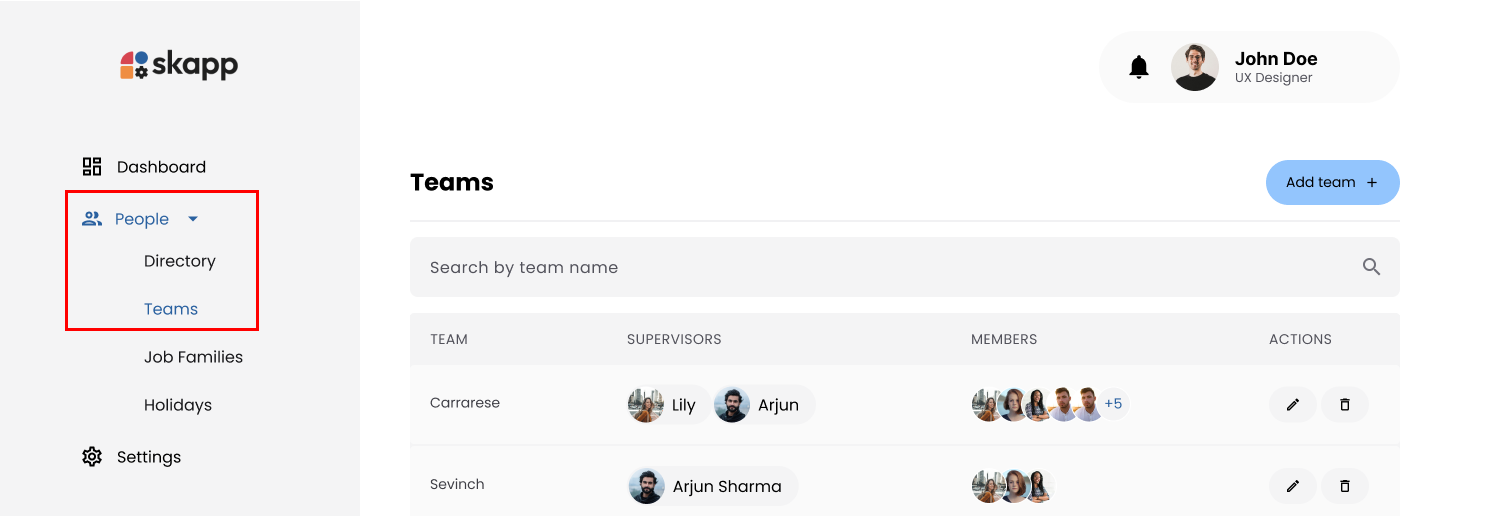 skapp
John Doe
UX Designer
Dashboard
People
Directory
Teams
Job Families
Holidays
Settings
Teams
Add team +
Search by team name
TEAM SUPERVISORS MEMBERS ACTIONS
Carrarese Lily Arjun +5
Sevinch Arjun Sharma